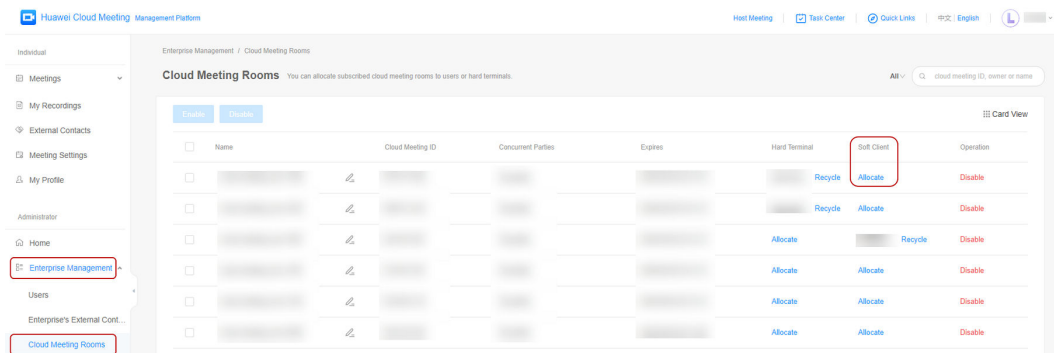 Huawei Cloud Meeting Management Platform
Host Meeting Task Center Quick Links 中文 English L
Individual
Meetings
My Recordings
External Contacts
Meeting Settings
My Profile
Administrator
Home
Enterprise Management
Users
Enterprise's External Cont...
Cloud Meeting Rooms
Enterprise Management / Cloud Meeting Rooms
Cloud Meeting Rooms You can allocate subscribed cloud meeting rooms to users or hard terminals.
All cloud meeting ID, owner or name
Enable Disable Card View
Name Cloud Meeting ID Concurrent Parties Expires Hard Terminal Soft Client Operation
Recycle Allocate Disable
Recycle Allocate Disable
Allocate Recycle Disable
Allocate Allocate Disable
Allocate Allocate Disable
Allocate Allocate Disable